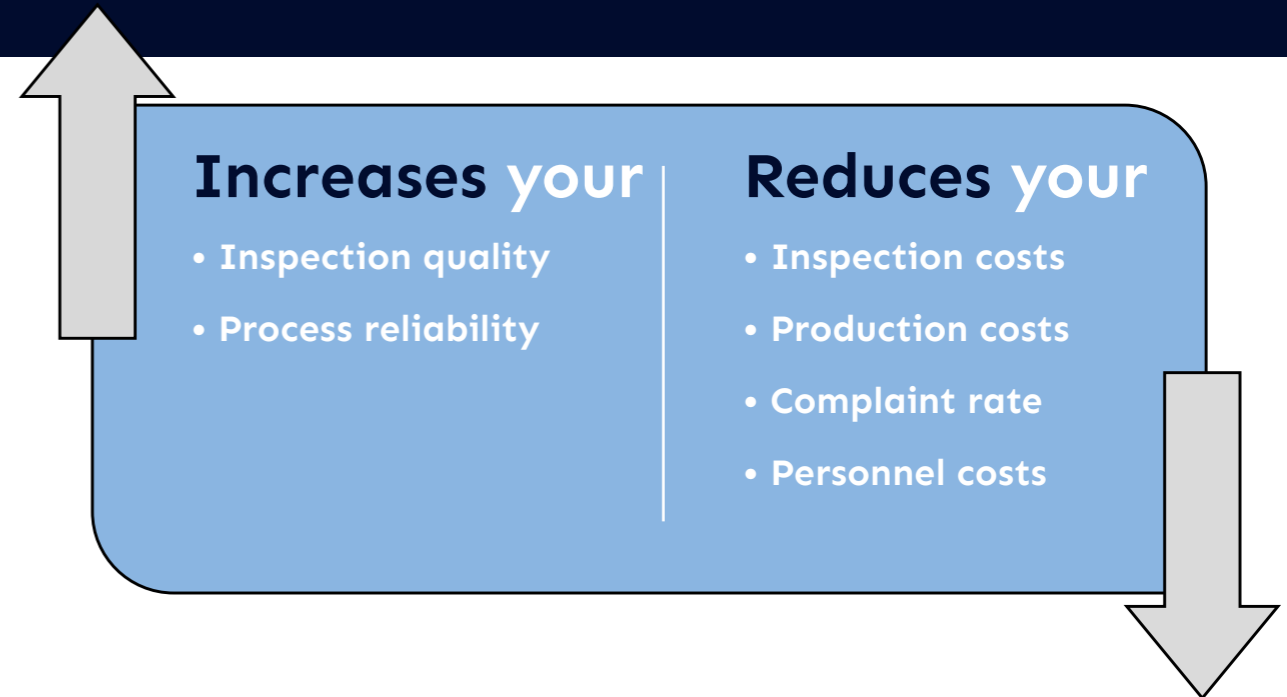 Increases your
• Inspection quality
• Process reliability
Reduces your
• Inspection costs
• Production costs
• Complaint rate
• Personnel costs